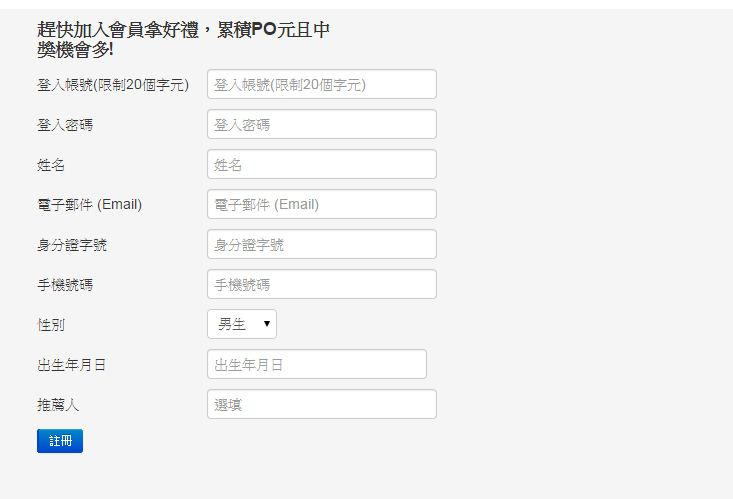 趕快加入會員拿好禮，累積PO元且中
獎機會多!
登入帳號(限制20個字元) 登入帳號(限制20個字元)
登入密碼 登入密碼
姓名 姓名
電子郵件 (Email) 電子郵件 (Email)
身分證字號 身分證字號
手機號碼 手機號碼
性別 男生
出生年月日 出生年月日
推薦人 選填
註冊